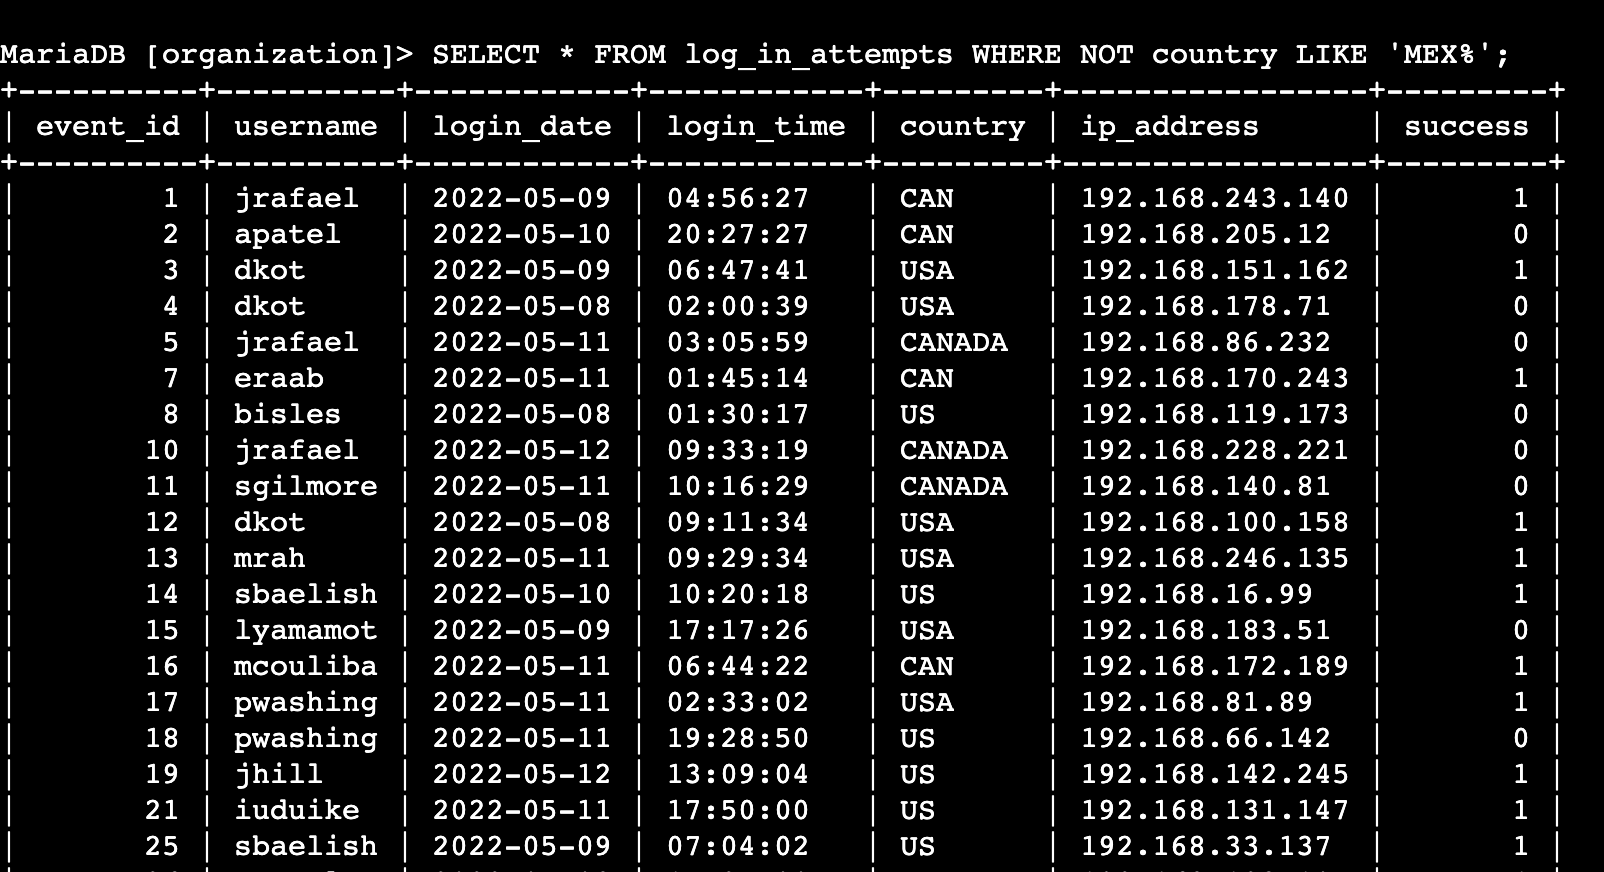 MariaDB [organization]> SELECT * FROM log_in_attempts WHERE NOT country LIKE 'MEX%';
+----------+----------+------------+------------+---------+-----------------+---------+
| event_id | username | login_date | login_time | country | ip_address      | success |
+----------+----------+------------+------------+---------+-----------------+---------+
|        1 | jrafael  | 2022-05-09 | 04:56:27   | CAN     | 192.168.243.140 |       1 |
|        2 | apatel   | 2022-05-10 | 20:27:27   | CAN     | 192.168.205.12  |       0 |
|        3 | dkot     | 2022-05-09 | 06:47:41   | USA     | 192.168.151.162 |       1 |
|        4 | dkot     | 2022-05-08 | 02:00:39   | USA     | 192.168.178.71  |       0 |
|        5 | jrafael  | 2022-05-11 | 03:05:59   | CANADA  | 192.168.86.232  |       0 |
|        7 | eraab    | 2022-05-11 | 01:45:14   | CAN     | 192.168.170.243 |       1 |
|        8 | bisles   | 2022-05-08 | 01:30:17   | US      | 192.168.119.173 |       0 |
|       10 | jrafael  | 2022-05-12 | 09:33:19   | CANADA  | 192.168.228.221 |       0 |
|       11 | sgilmore | 2022-05-11 | 10:16:29   | CANADA  | 192.168.140.81  |       0 |
|       12 | dkot     | 2022-05-08 | 09:11:34   | USA     | 192.168.100.158 |       1 |
|       13 | mrah     | 2022-05-11 | 09:29:34   | USA     | 192.168.246.135 |       1 |
|       14 | sbaelish | 2022-05-10 | 10:20:18   | US      | 192.168.16.99   |       1 |
|       15 | lyamamot | 2022-05-09 | 17:17:26   | USA     | 192.168.183.51  |       0 |
|       16 | mcouliba | 2022-05-11 | 06:44:22   | CAN     | 192.168.172.189 |       1 |
|       17 | pwashing | 2022-05-11 | 02:33:02   | USA     | 192.168.81.89   |       1 |
|       18 | pwashing | 2022-05-11 | 19:28:50   | US      | 192.168.66.142  |       0 |
|       19 | jhill    | 2022-05-12 | 13:09:04   | US      | 192.168.142.245 |       1 |
|       21 | iuduike  | 2022-05-11 | 17:50:00   | US      | 192.168.131.147 |       1 |
|       25 | sbaelish | 2022-05-09 | 07:04:02   | US      | 192.168.33.137  |       1 |